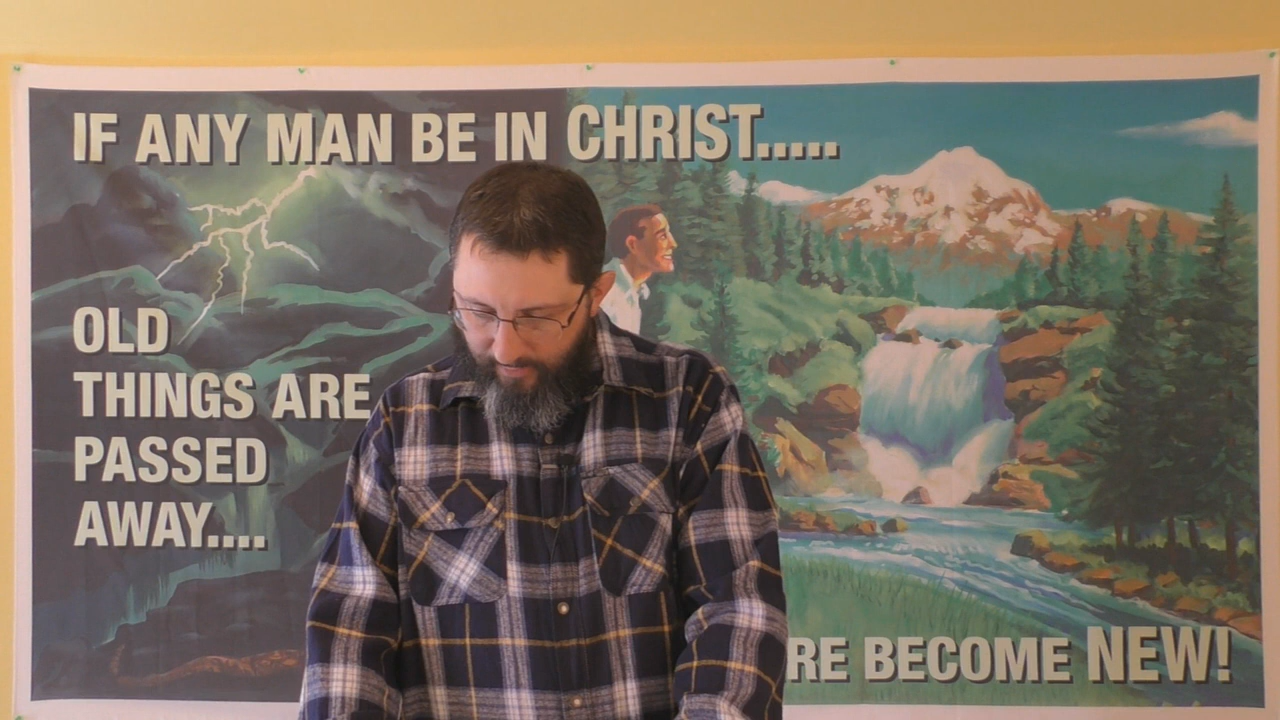 IF ANY MAN BE IN CHRIST.....
OLD
THINGS ARE
PASSED
AWAY....
RE BECOME NEW!